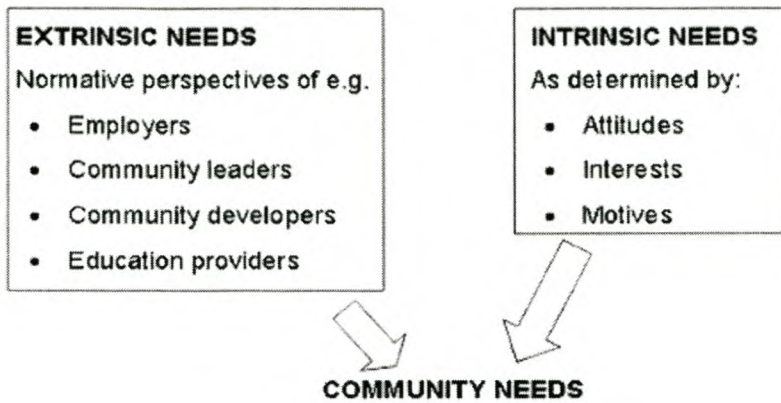 EXTRINSIC NEEDS
Normative perspectives of e.g.
• Employers
• Community leaders
• Community developers
• Education providers
INTRINSIC NEEDS
As determined by:
• Attitudes
• Interests
• Motives
COMMUNITY NEEDS